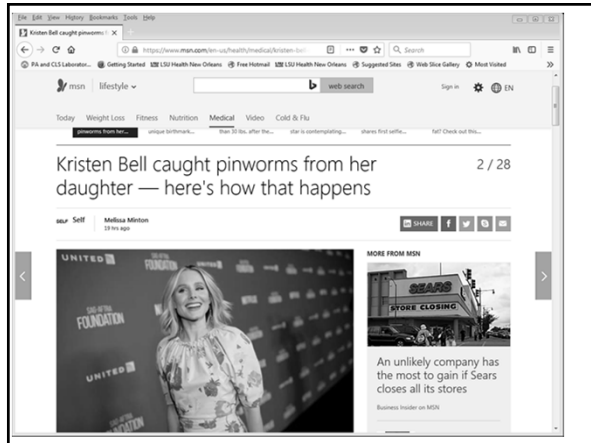 File Edit View History Bookmarks Tools Help
Kristen Bell caught pinworms f
https://www.msn.com/en-us/health/medical/kristen-bell
Search
PA and CLS Laborator... Getting Started LSU Health New Orleans Free Hotmail LSU Health New Orleans Suggested Sites Web Slice Gallery Most Visited
msn lifestyle web search Sign in EN
Today Weight Loss Fitness Nutrition Medical Video Cold & Flu
pinworms from her... unique birthmark... than 30 lbs. after the... star is contemplating... shares first selfie... fat? Check out this...
Kristen Bell caught pinworms from her
daughter — here's how that happens
2 / 28
SELF Self
Melissa Minton
19 hrs ago
SHARE
UNITED
SAG-AFTRA
FOUNDATION
NETFLIX
SAG-AFTRA
FOUNDATION
UNITED
MORE FROM MSN
SEARS
STORE CLOSING
An unlikely company has
the most to gain if Sears
closes all its stores
Business Insider on MSN